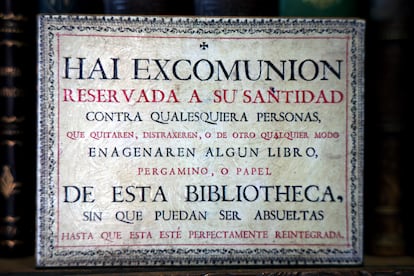 HAI EXCOMUNION
RESERVADA A SU SANTIDAD
CONTRA QUALESQUIERA PERSONAS,
QUE QUITAREN, DISTRAXEREN, O DE OTRO QUALQUIER MODO
ENAGENAREN ALGUN LIBRO,
PERGAMINO, O PAPEL
DE ESTA BIBLIOTHECA,
SIN QUE PUEDAN SER ABSUELTAS
HASTA QUE ESTA ESTÉ PERFECTAMENTE REINTEGRADA.